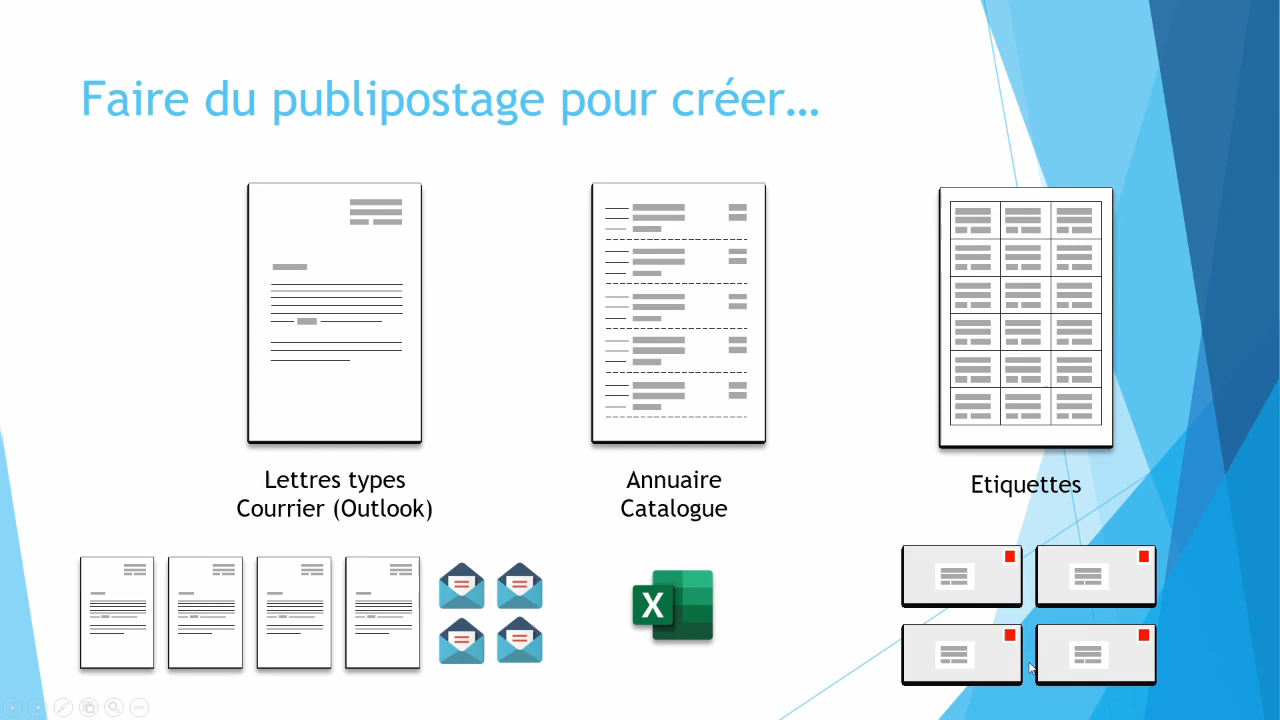 Faire du publipostage pour créer…
Lettres types
Courrier (Outlook)
Annuaire
Catalogue
Etiquettes
X